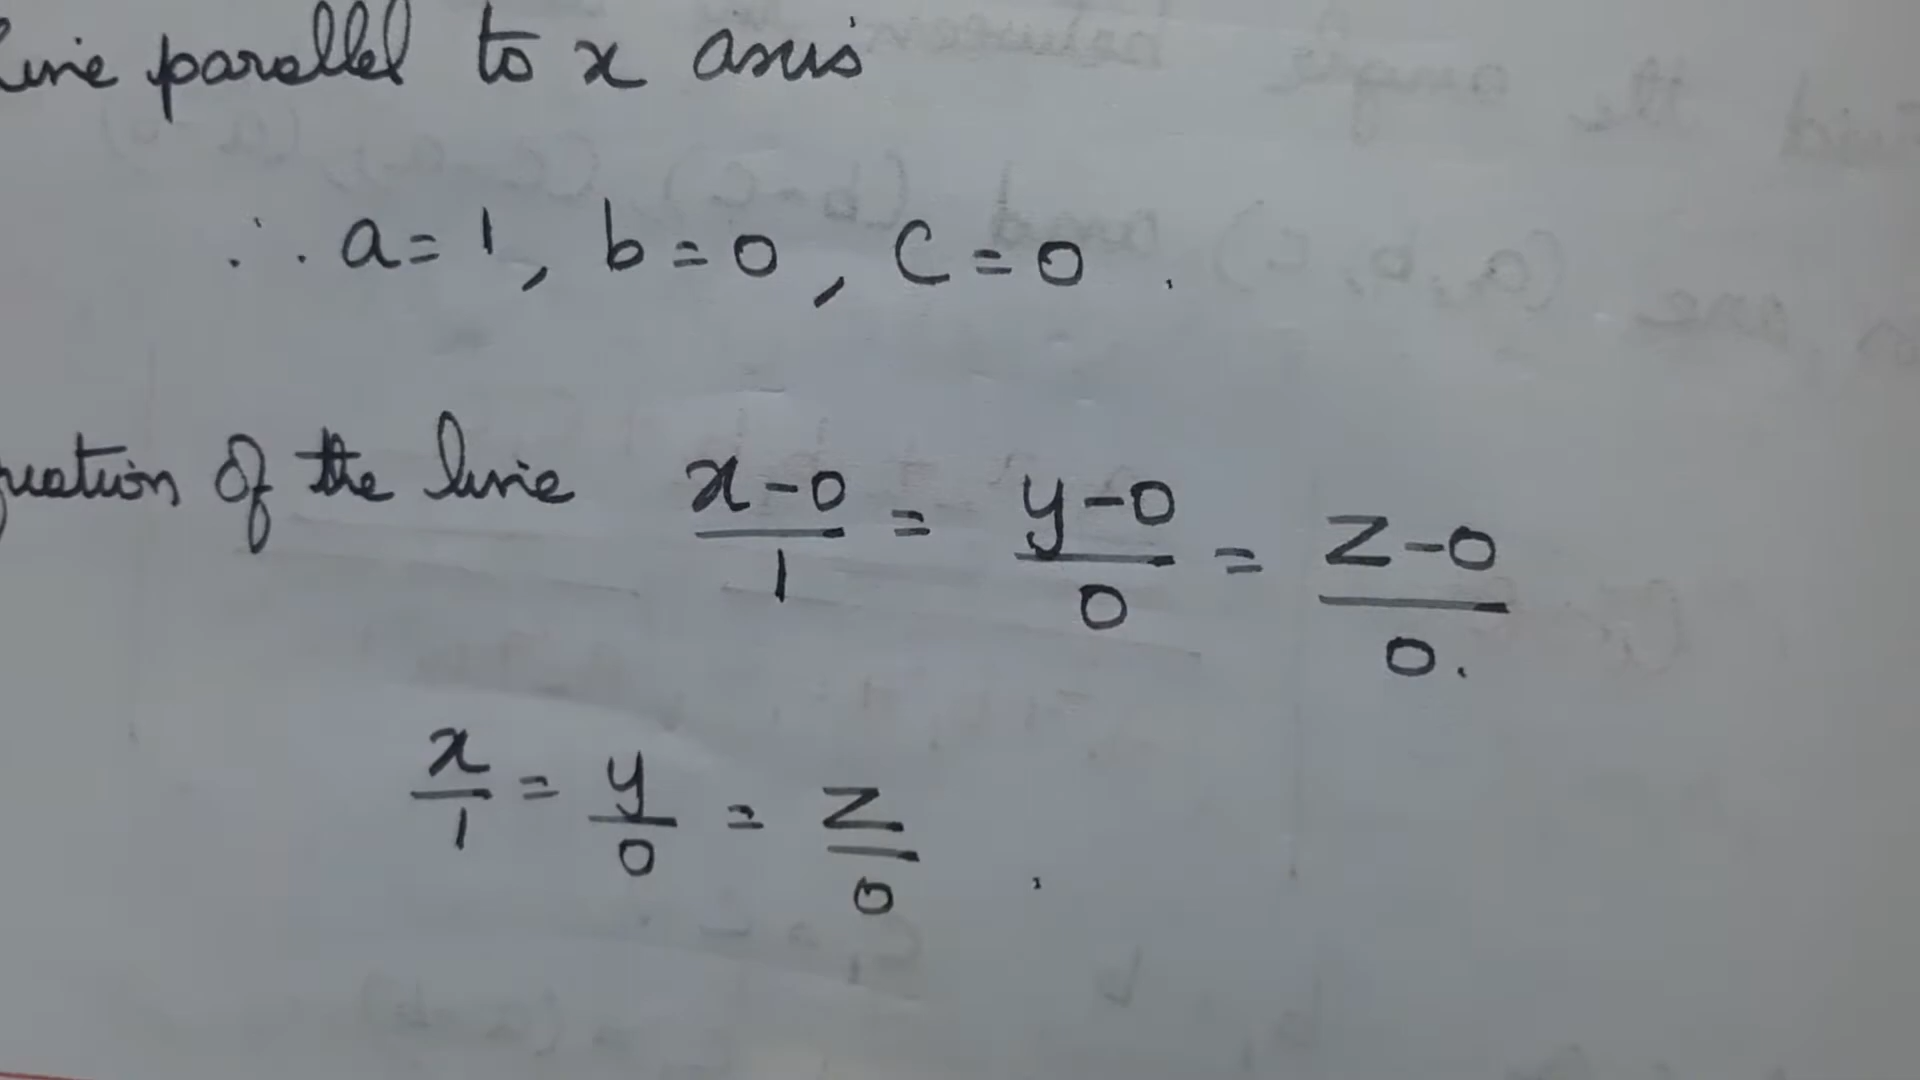 line parallel to x axis
∴ a = 1, b = 0, c = 0.
of the line x-0/1 = y-0/0 = z-0/0.
x/1 = y/0 = z/0.